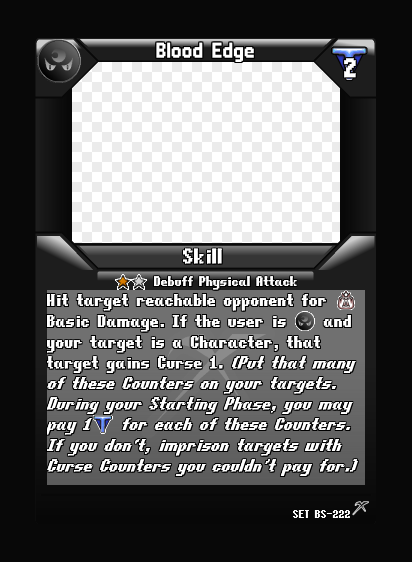 Blood Edge
2
Skill
Debuff Physical Attack
Hit target reachable opponent for
Basic Damage. If the user is and
your target is a Character, that
target gains Curse 1. (Put that many
of these Counters on your targets.
During your Starting Phase, you may
pay 1 for each of these Counters.
If you don't, imprison targets with
Curse Counters you couldn't pay for.)
SET BS-222